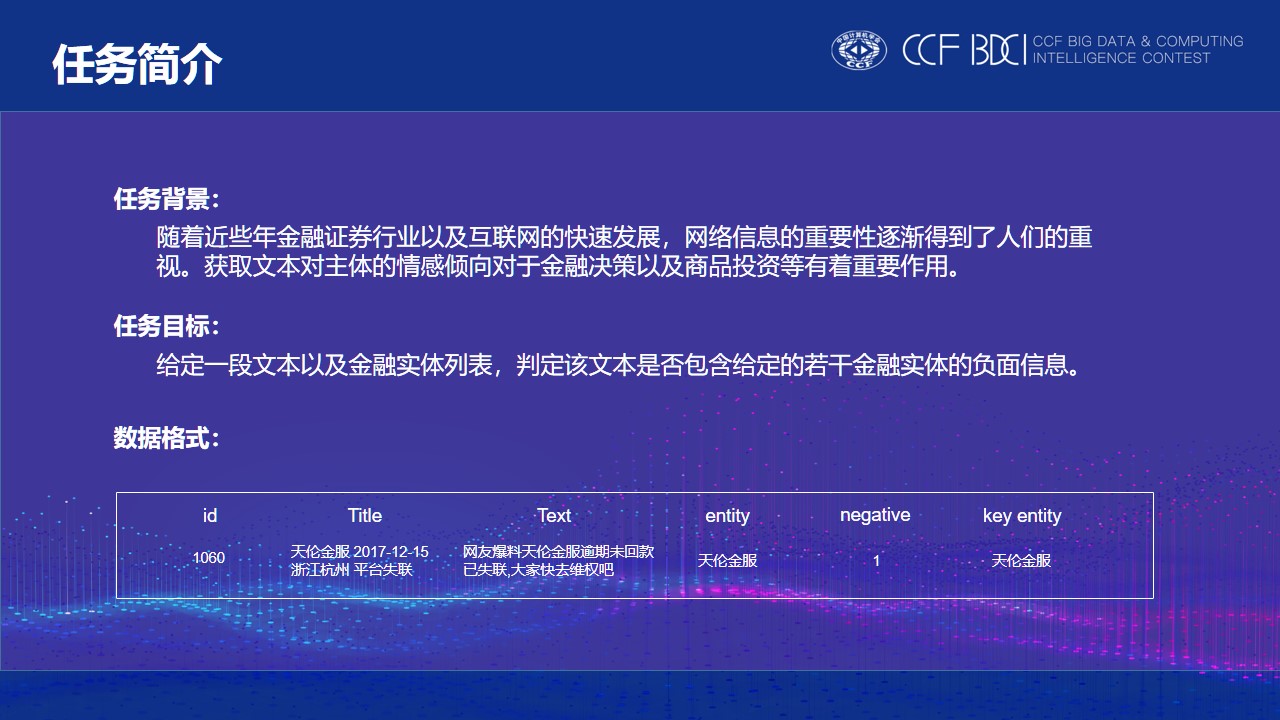 任务简介
中国计算机学会
CCF
CCF BDCI
CCF BIG DATA & COMPUTING
INTELLIGENCE CONTEST
任务背景：
随着近些年金融证券行业以及互联网的快速发展，网络信息的重要性逐渐得到了人们的重
视。获取文本对主体的情感倾向对于金融决策以及商品投资等有着重要作用。
任务目标：
给定一段文本以及金融实体列表，判定该文本是否包含给定的若干金融实体的负面信息。
数据格式：
id Title Text entity negative key entity
1060 天伦金服 2017-12-15 网友爆料天伦金服逾期未回款 天伦金服 1 天伦金服
浙江杭州 平台失联 已失联,大家快去维权吧